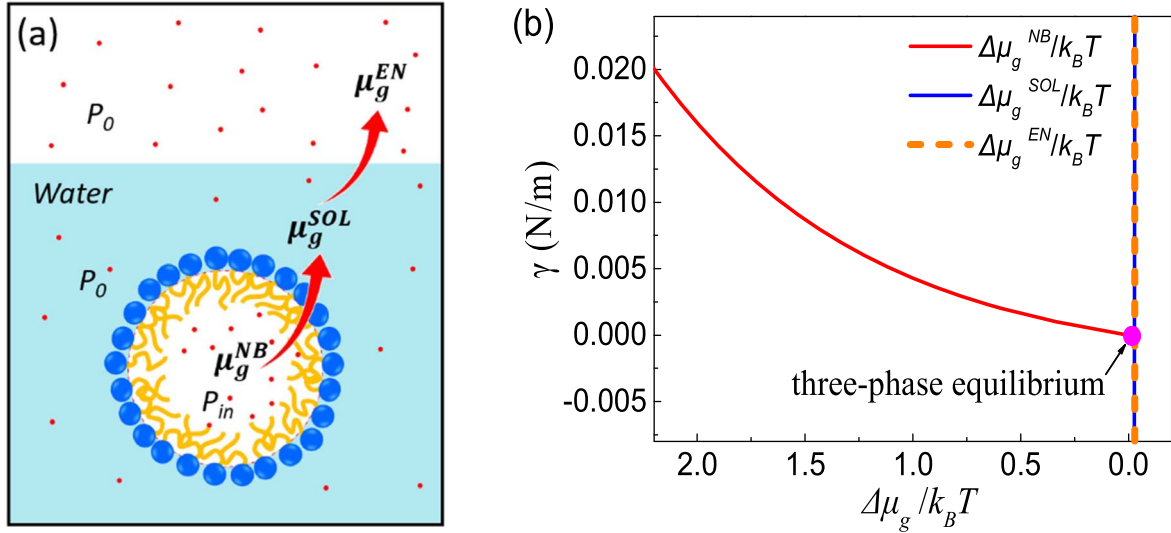 (a)
μ_g^EN
P_0
Water
μ_g^SOL
P_0
μ_g^NB
P_in
(b)
Δμ_g^NB/k_BT
Δμ_g^SOL/k_BT
Δμ_g^EN/k_BT
0.020
0.015
0.010
0.005
0.000
-0.005
γ (N/m)
three-phase equilibrium
2.0 1.5 1.0 0.5 0.0
Δμ_g/k_BT